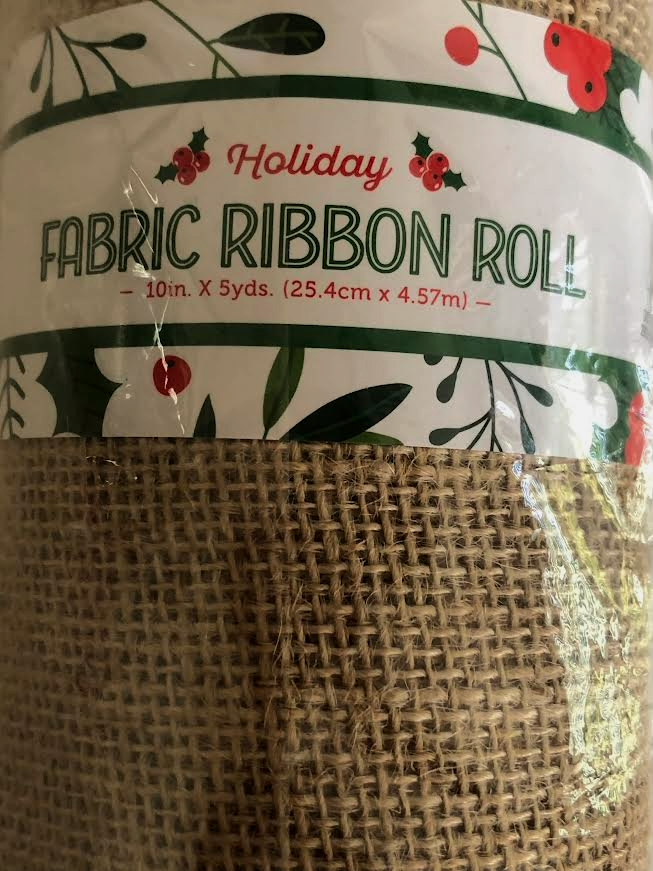 Holiday
FABRIC RIBBON ROLL
– 10in. X 5yds. (25.4cm x 4.57m) –